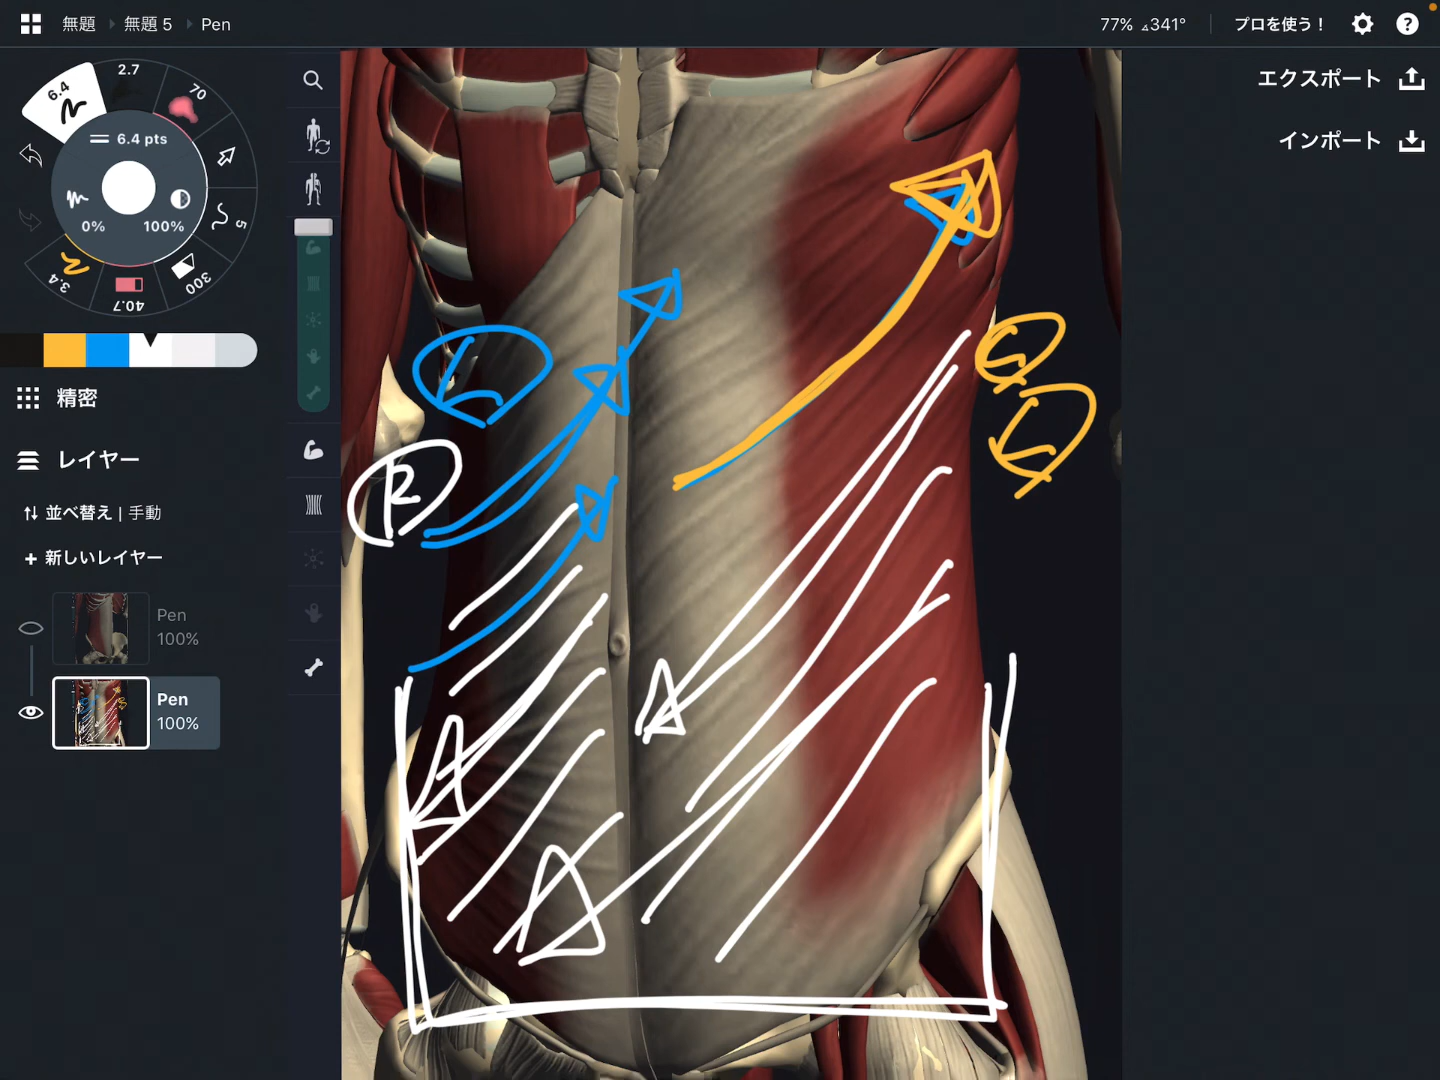 無題 無題 5 Pen
77% ⊿341° プロを使う！
エクスポート
インポート
2.7
6.4
70
6.4 pts
0% 100%
5
3.4
40.7
300
精密
レイヤー
並べ替え | 手動
+ 新しいレイヤー
Pen
100%
Pen
100%
R